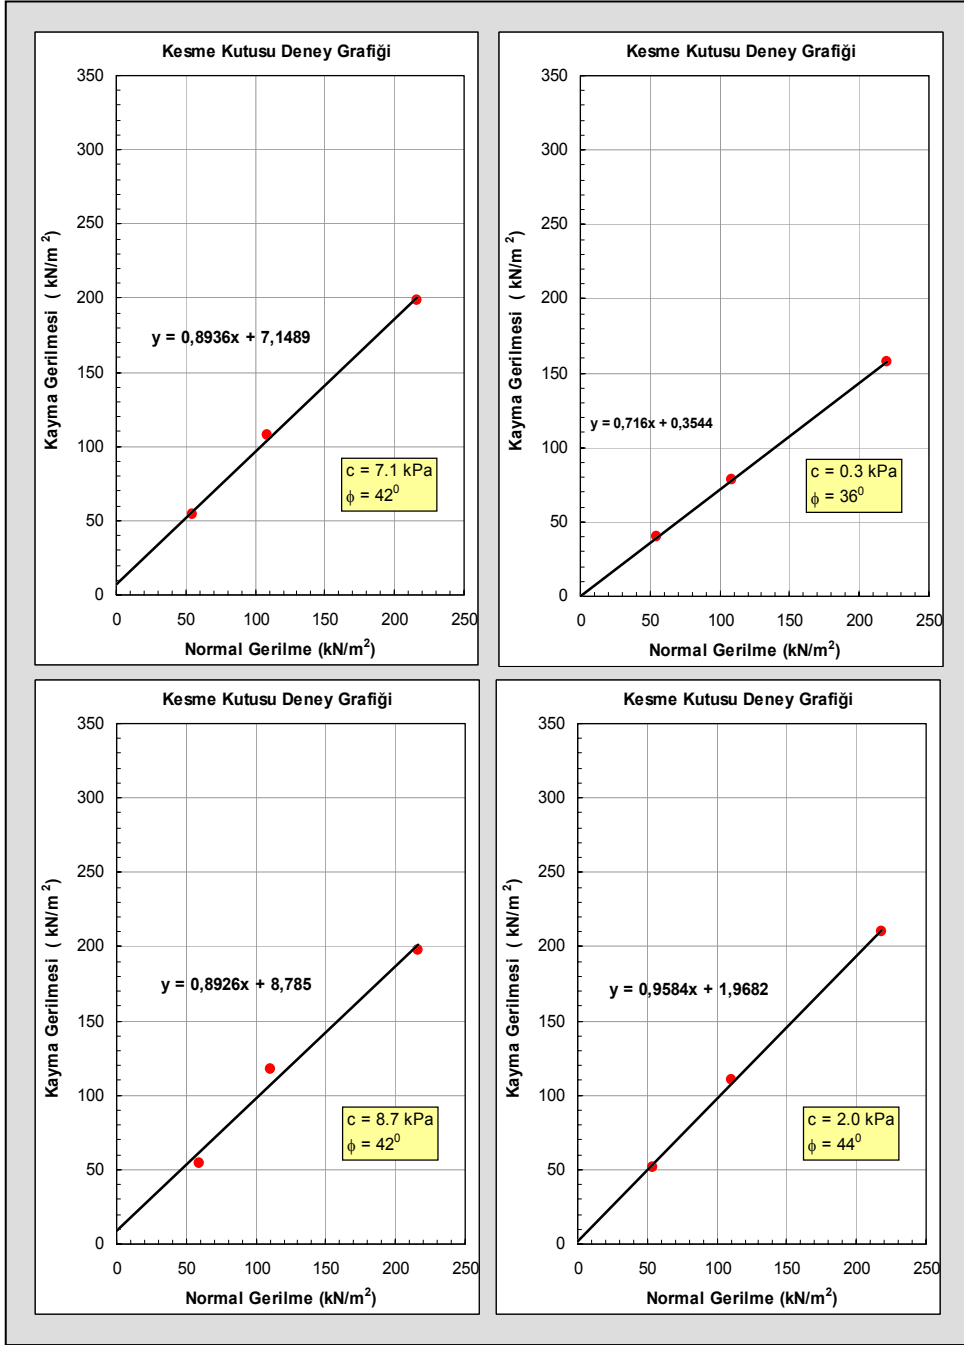 Kesme Kutusu Deney Grafiği
350
300
250
200
150
100
50
0
Kayma Gerilmesi ( kN/m²)
y = 0,8936x + 7,1489
c = 7.1 kPa
ϕ = 42⁰
0 50 100 150 200 250
Normal Gerilme (kN/m²)
Kesme Kutusu Deney Grafiği
350
300
250
200
150
100
50
0
Kayma Gerilmesi ( kN/m²)
y = 0,716x + 0,3544
c = 0.3 kPa
ϕ = 36⁰
0 50 100 150 200 250
Normal Gerilme (kN/m²)
Kesme Kutusu Deney Grafiği
350
300
250
200
150
100
50
0
Kayma Gerilmesi ( kN/m²)
y = 0,8926x + 8,785
c = 8.7 kPa
ϕ = 42⁰
0 50 100 150 200 250
Normal Gerilme (kN/m²)
Kesme Kutusu Deney Grafiği
350
300
250
200
150
100
50
0
Kayma Gerilmesi ( kN/m²)
y = 0,9584x + 1,9682
c = 2.0 kPa
ϕ = 44⁰
0 50 100 150 200 250
Normal Gerilme (kN/m²)